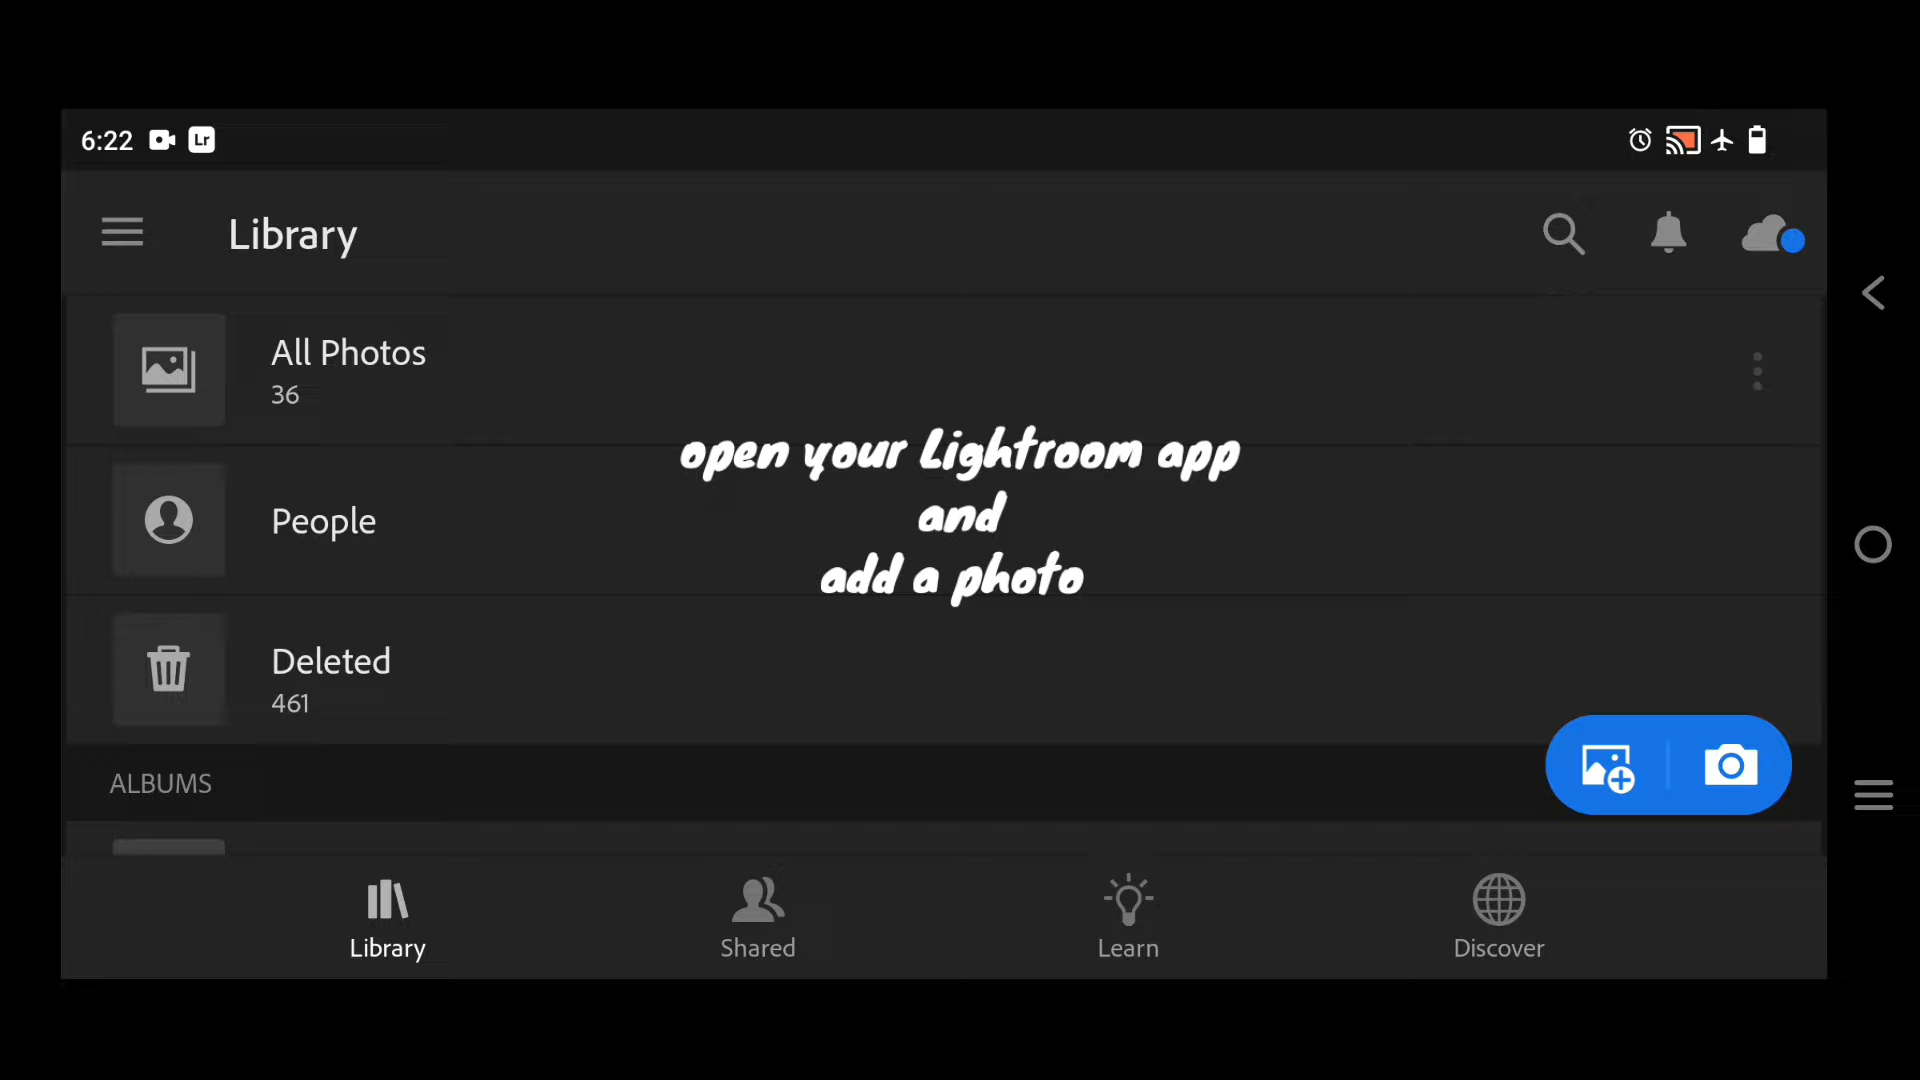 6:22
Lr
Library
All Photos
36
open your Lightroom app
and
add a photo
People
Deleted
461
ALBUMS
Library
Shared
Learn
Discover